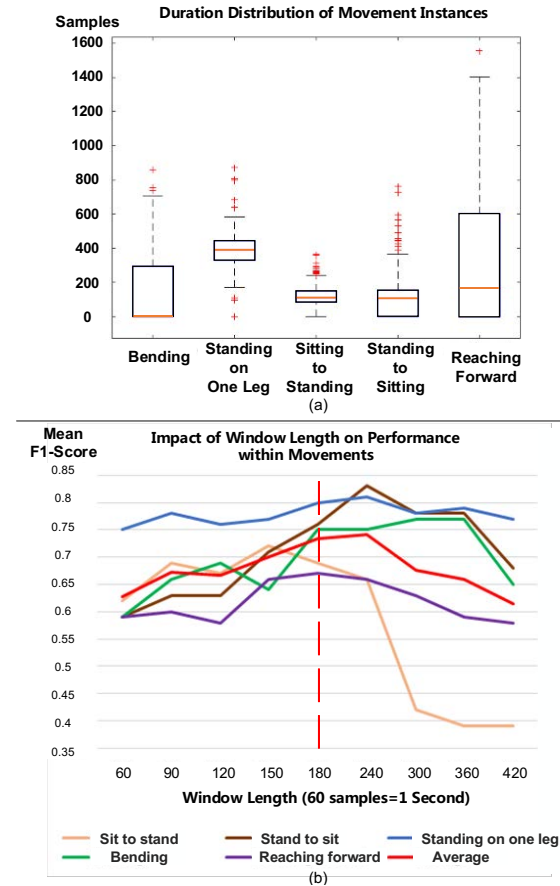 Duration Distribution of Movement Instances
Samples
1600
1400
1200
1000
800
600
400
200
0
Bending
Standing on One Leg
Sitting to Standing
Standing to Sitting
Reaching Forward
(a)
Mean
F1-Score
Impact of Window Length on Performance
within Movements
0.85
0.8
0.75
0.7
0.65
0.6
0.55
0.5
0.45
0.4
0.35
60 90 120 150 180 240 300 360 420
Window Length (60 samples=1 Second)
Sit to stand Stand to sit Standing on one leg
Bending Reaching forward Average
(b)